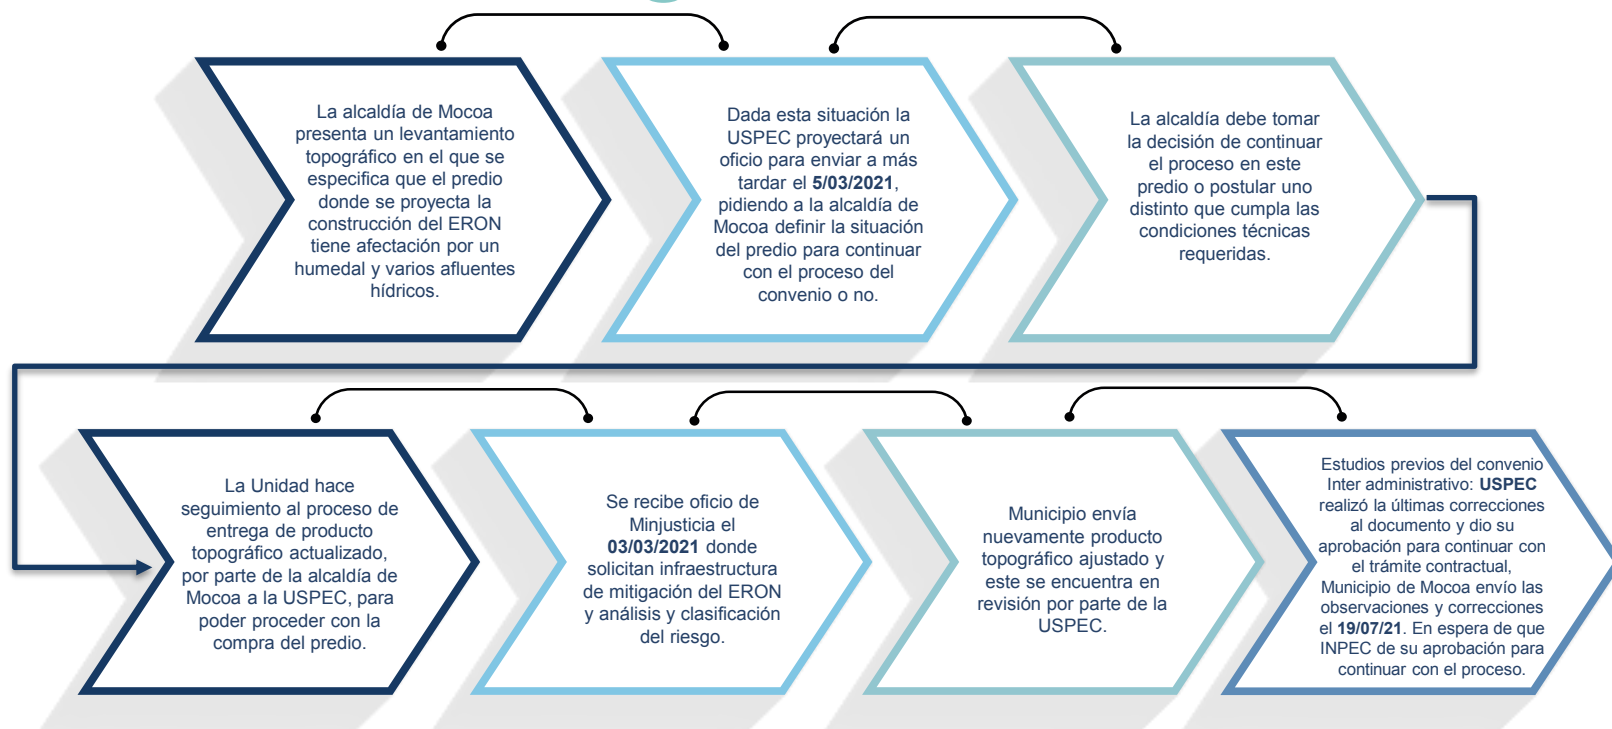 La alcaldía de Mocoa
presenta un levantamiento
topográfico en el que se
especifica que el predio
donde se proyecta la
construcción del ERON
tiene afectación por un
humedal y varios afluentes
hídricos.
Dada esta situación la
USPEC proyectará un
oficio para enviar a más
tardar el 5/03/2021,
pidiendo a la alcaldía de
Mocoa definir la situación
del predio para continuar
con el proceso del
convenio o no.
La alcaldía debe tomar
la decisión de continuar
el proceso en este
predio o postular uno
distinto que cumpla las
condiciones técnicas
requeridas.
La Unidad hace
seguimiento al proceso de
entrega de producto
topográfico actualizado,
por parte de la alcaldía de
Mocoa a la USPEC, para
poder proceder con la
compra del predio.
Se recibe oficio de
Minjusticia el
03/03/2021 donde
solicitan infraestructura
de mitigación del ERON
y análisis y clasificación
del riesgo.
Municipio envía
nuevamente producto
topográfico ajustado y
este se encuentra en
revisión por parte de la
USPEC.
Estudios previos del convenio
Inter administrativo: USPEC
realizó la últimas correcciones
al documento y dio su
aprobación para continuar con
el trámite contractual,
Municipio de Mocoa envío las
observaciones y correcciones
el 19/07/21. En espera de que
INPEC de su aprobación para
continuar con el proceso.